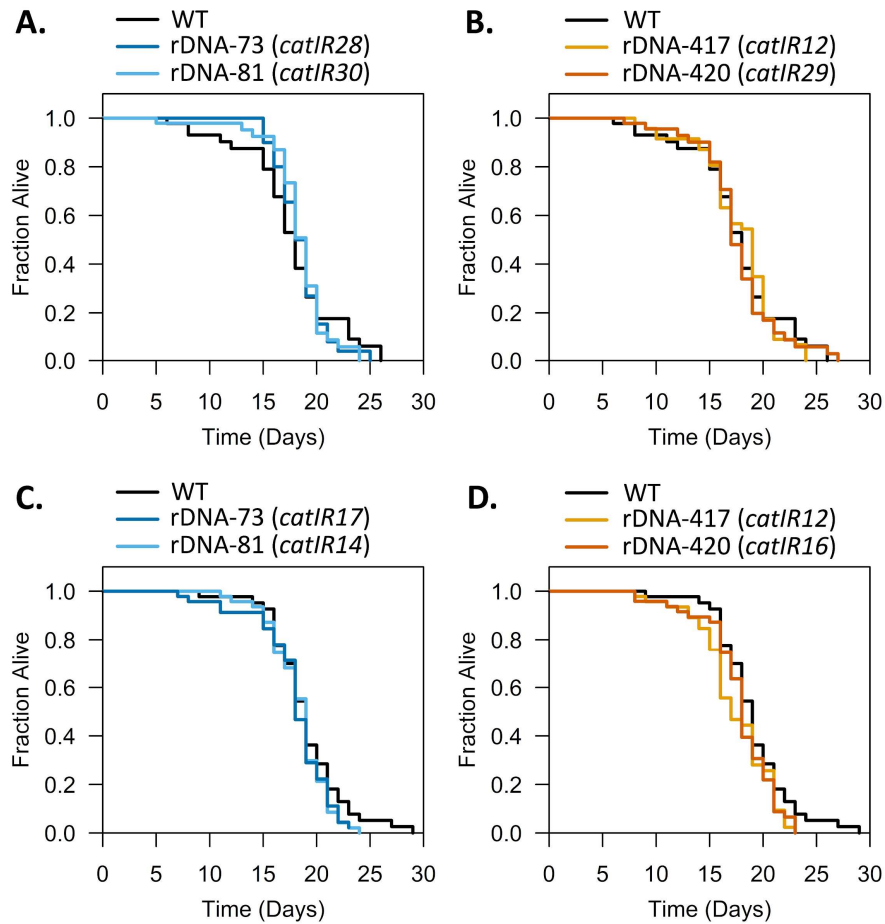 A.
WT
rDNA-73 (catIR28)
rDNA-81 (catIR30)
1.0
0.8
0.6
0.4
0.2
0.0
Fraction Alive
0 5 10 15 20 25 30
Time (Days)
B.
WT
rDNA-417 (catIR12)
rDNA-420 (catIR29)
1.0
0.8
0.6
0.4
0.2
0.0
Fraction Alive
0 5 10 15 20 25 30
Time (Days)
C.
WT
rDNA-73 (catIR17)
rDNA-81 (catIR14)
1.0
0.8
0.6
0.4
0.2
0.0
Fraction Alive
0 5 10 15 20 25 30
Time (Days)
D.
WT
rDNA-417 (catIR12)
rDNA-420 (catIR16)
1.0
0.8
0.6
0.4
0.2
0.0
Fraction Alive
0 5 10 15 20 25 30
Time (Days)